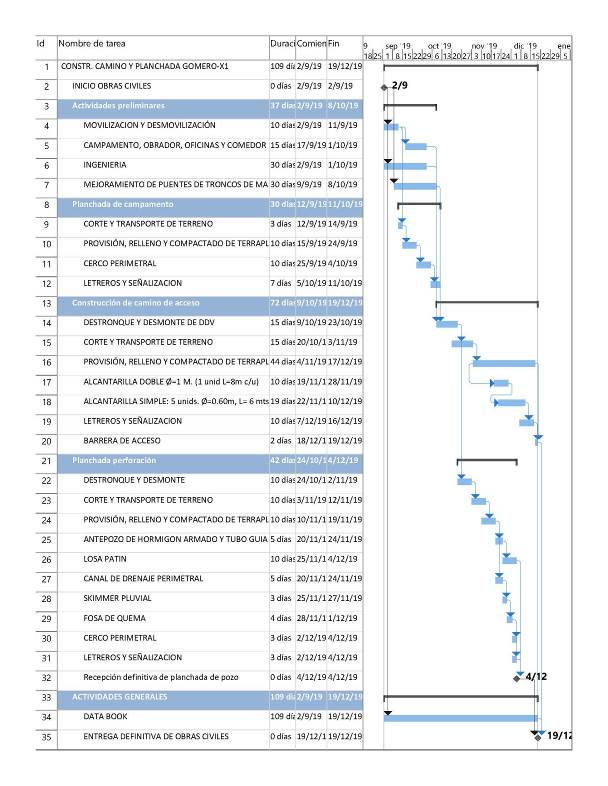 Id Nombre de tarea Duraci Comien Fin
9 sep '19 oct '19 nov '19 dic '19 ene
18 25 1 8 15 22 29 6 13 20 27 3 10 17 24 1 8 15 22 29 5
1 CONSTR. CAMINO Y PLANCHADA GOMERO-X1 109 día 2/9/19 19/12/19
2 INICIO OBRAS CIVILES 0 días 2/9/19 2/9/19 2/9
3 Actividades preliminares 37 días 2/9/19 8/10/19
4 MOVILIZACION Y DESMOVILIZACIÓN 10 días 2/9/19 11/9/19
5 CAMPAMENTO, OBRADOR, OFICINAS Y COMEDOR 15 días 17/9/19 1/10/19
6 INGENIERIA 30 días 2/9/19 1/10/19
7 MEJORAMIENTO DE PUENTES DE TRONCOS DE MA 30 días 9/9/19 8/10/19
8 Planchada de campamento 30 días 12/9/19 11/10/19
9 CORTE Y TRANSPORTE DE TERRENO 3 días 12/9/19 14/9/19
10 PROVISIÓN, RELLENO Y COMPACTADO DE TERRAPL 10 días 15/9/19 24/9/19
11 CERCO PERIMETRAL 10 días 25/9/19 4/10/19
12 LETREROS Y SEÑALIZACION 7 días 5/10/19 11/10/19
13 Construcción de camino de acceso 72 días 9/10/19 19/12/19
14 DESTRONQUE Y DESMONTE DE DDV 15 días 9/10/19 23/10/19
15 CORTE Y TRANSPORTE DE TERRENO 15 días 20/10/1 3/11/19
16 PROVISIÓN, RELLENO Y COMPACTADO DE TERRAPL 44 días 4/11/19 17/12/19
17 ALCANTARILLA DOBLE Ø=1 M. (1 unid L=8m c/u) 10 días 19/11/1 28/11/19
18 ALCANTARILLA SIMPLE: 5 unids. Ø=0.60m, L= 6 mts 19 días 22/11/1 10/12/19
19 LETREROS Y SEÑALIZACION 10 días 7/12/19 16/12/19
20 BARRERA DE ACCESO 2 días 18/12/1 19/12/19
21 Planchada perforación 42 días 24/10/1 4/12/19
22 DESTRONQUE Y DESMONTE 10 días 24/10/1 2/11/19
23 CORTE Y TRANSPORTE DE TERRENO 10 días 3/11/19 12/11/19
24 PROVISIÓN, RELLENO Y COMPACTADO DE TERRAPL 10 días 10/11/1 19/11/19
25 ANTEPOZO DE HORMIGON ARMADO Y TUBO GUIA 5 días 20/11/1 24/11/19
26 LOSA PATIN 10 días 25/11/1 4/12/19
27 CANAL DE DRENAJE PERIMETRAL 5 días 20/11/1 24/11/19
28 SKIMMER PLUVIAL 3 días 25/11/1 27/11/19
29 FOSA DE QUEMA 4 días 28/11/1 1/12/19
30 CERCO PERIMETRAL 3 días 2/12/19 4/12/19
31 LETREROS Y SEÑALIZACION 3 días 2/12/19 4/12/19
32 Recepción definitiva de planchada de pozo 0 días 4/12/19 4/12/19 4/12
33 ACTIVIDADES GENERALES 109 día 2/9/19 19/12/19
34 DATA BOOK 109 día 2/9/19 19/12/19
35 ENTREGA DEFINITIVA DE OBRAS CIVILES 0 días 19/12/1 19/12/19 19/12